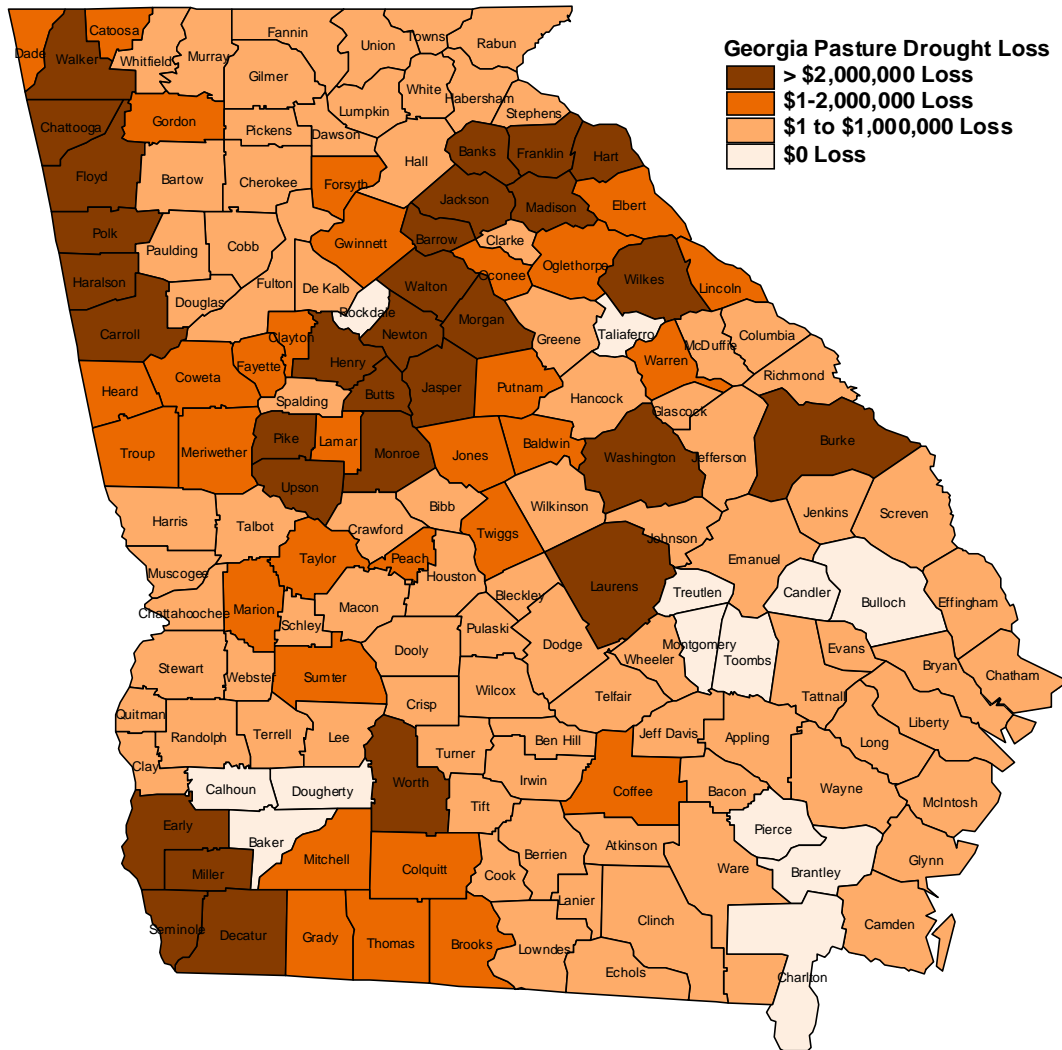 Georgia Pasture Drought Loss
> $2,000,000 Loss
$1-2,000,000 Loss
$1 to $1,000,000 Loss
$0 Loss
Dade
Walker
Catoosa
Whitfield
Murray
Fannin
Gilmer
Union
Towns
Rabun
White
Habersham
Lumpkin
Stephens
Chattooga
Gordon
Pickens
Dawson
Hall
Banks
Franklin
Hart
Floyd
Bartow
Cherokee
Forsyth
Jackson
Madison
Elbert
Polk
Paulding
Cobb
Gwinnett
Barrow
Clarke
Oconee
Oglethorpe
Wilkes
Lincoln
Haralson
Douglas
Fulton
De Kalb
Rockdale
Walton
Carroll
Clayton
Henry
Newton
Morgan
Greene
Taliaferro
Warren
McDuffie
Columbia
Richmond
Heard
Coweta
Fayette
Spalding
Butts
Jasper
Putnam
Hancock
Glascock
Troup
Meriwether
Pike
Lamar
Monroe
Jones
Baldwin
Washington
Jefferson
Burke
Upson
Harris
Talbot
Crawford
Bibb
Twiggs
Wilkinson
Johnson
Jenkins
Screven
Emanuel
Taylor
Peach
Houston
Muscogee
Chattahoochee
Marion
Schley
Macon
Bleckley
Laurens
Treutlen
Candler
Bulloch
Effingham
Stewart
Webster
Sumter
Dooly
Pulaski
Dodge
Wheeler
Montgomery
Toombs
Evans
Tattnall
Bryan
Chatham
Quitman
Randolph
Terrell
Lee
Crisp
Wilcox
Telfair
Liberty
Long
Clay
Turner
Ben Hill
Jeff Davis
Appling
Calhoun
Dougherty
Worth
Tift
Irwin
Coffee
Bacon
Wayne
McIntosh
Early
Baker
Miller
Mitchell
Colquitt
Cook
Berrien
Atkinson
Ware
Pierce
Brantley
Glynn
Seminole
Decatur
Grady
Thomas
Brooks
Lowndes
Lanier
Clinch
Echols
Charlton
Camden